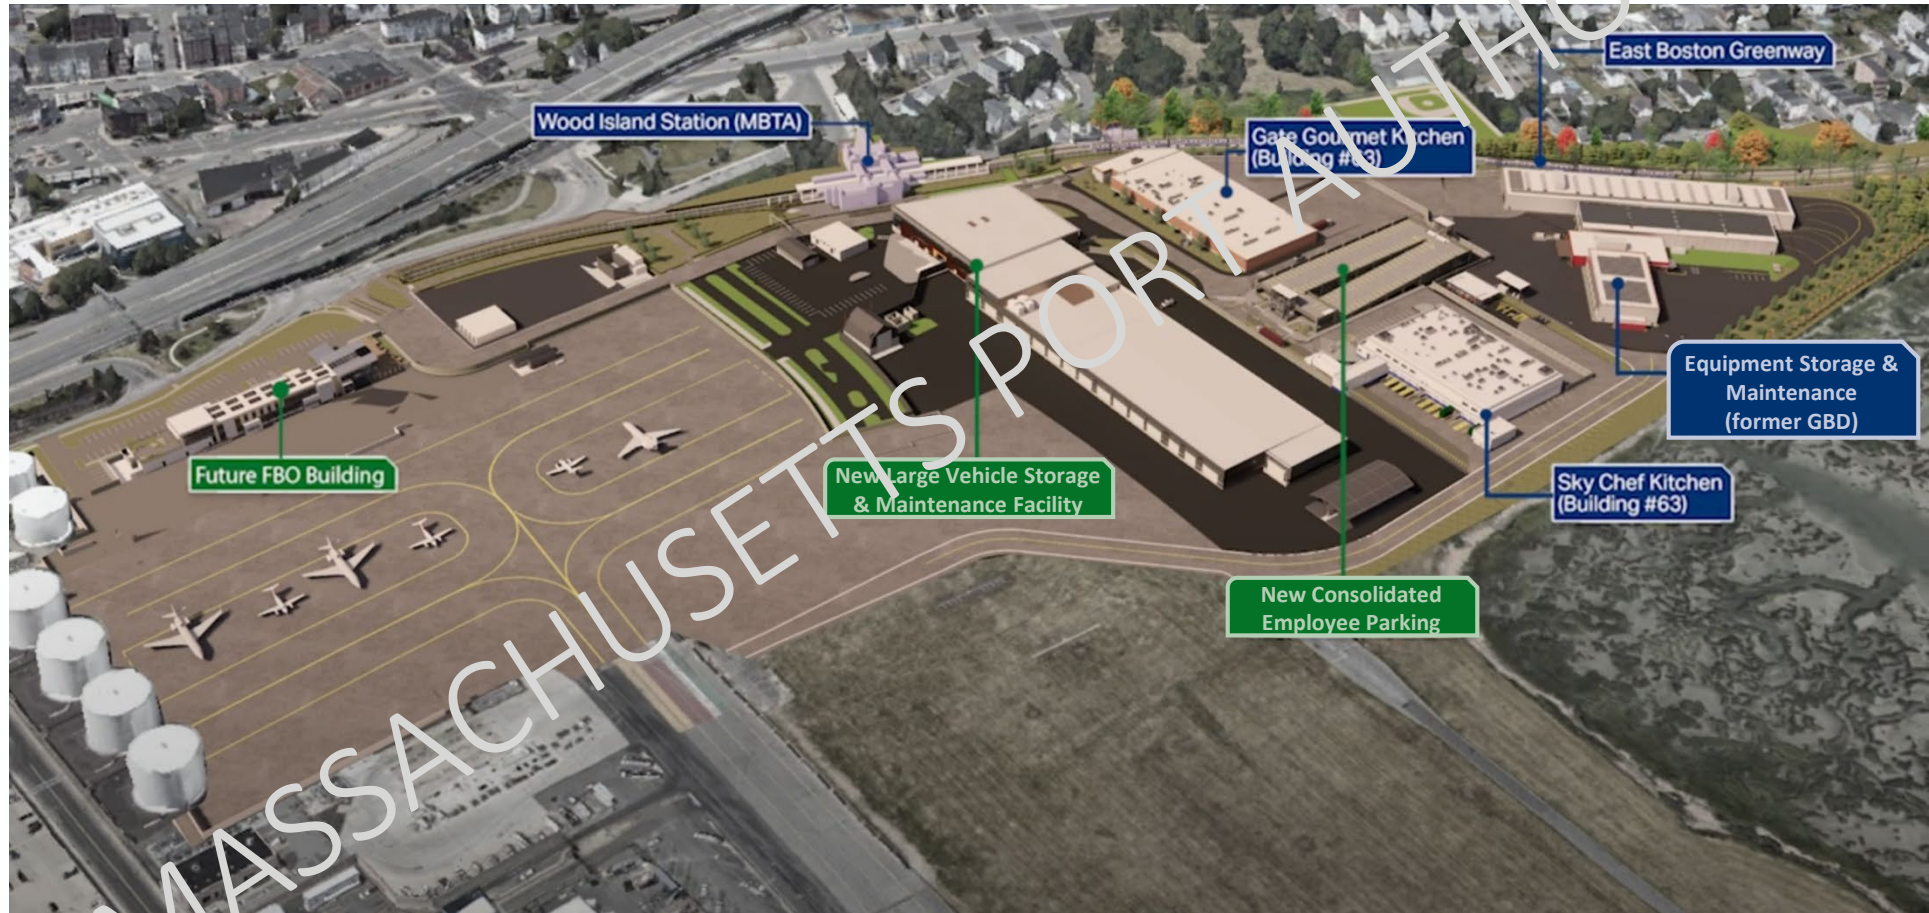 East Boston Greenway
Wood Island Station (MBTA)
Gate Gourmet Kitchen
(Building #63)
Equipment Storage &
Maintenance
(former GBD)
Future FBO Building
New Large Vehicle Storage
& Maintenance Facility
Sky Chef Kitchen
(Building #63)
New Consolidated
Employee Parking
MASSACHUSETTS PORT AUTHO